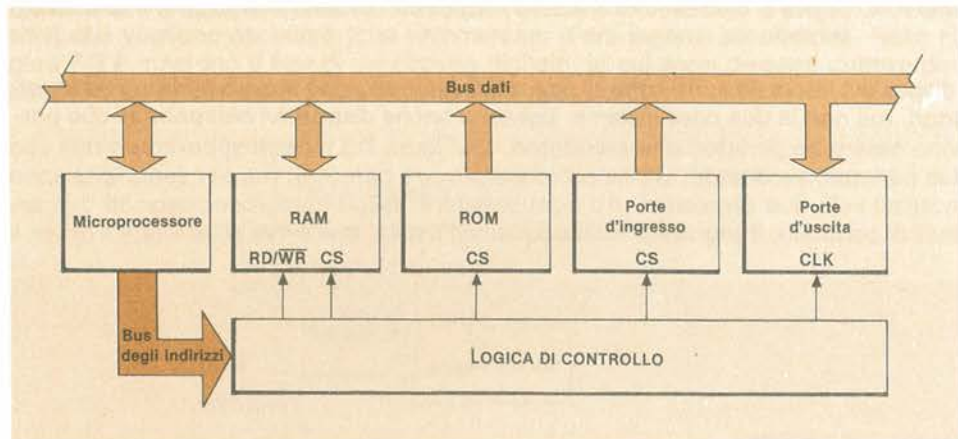 Bus dati
Microprocessore
RAM
RD/WR CS
ROM
CS
Porte
d'ingresso
CS
Porte
d'uscita
CLK
Bus
degli indirizzi
LOGICA DI CONTROLLO